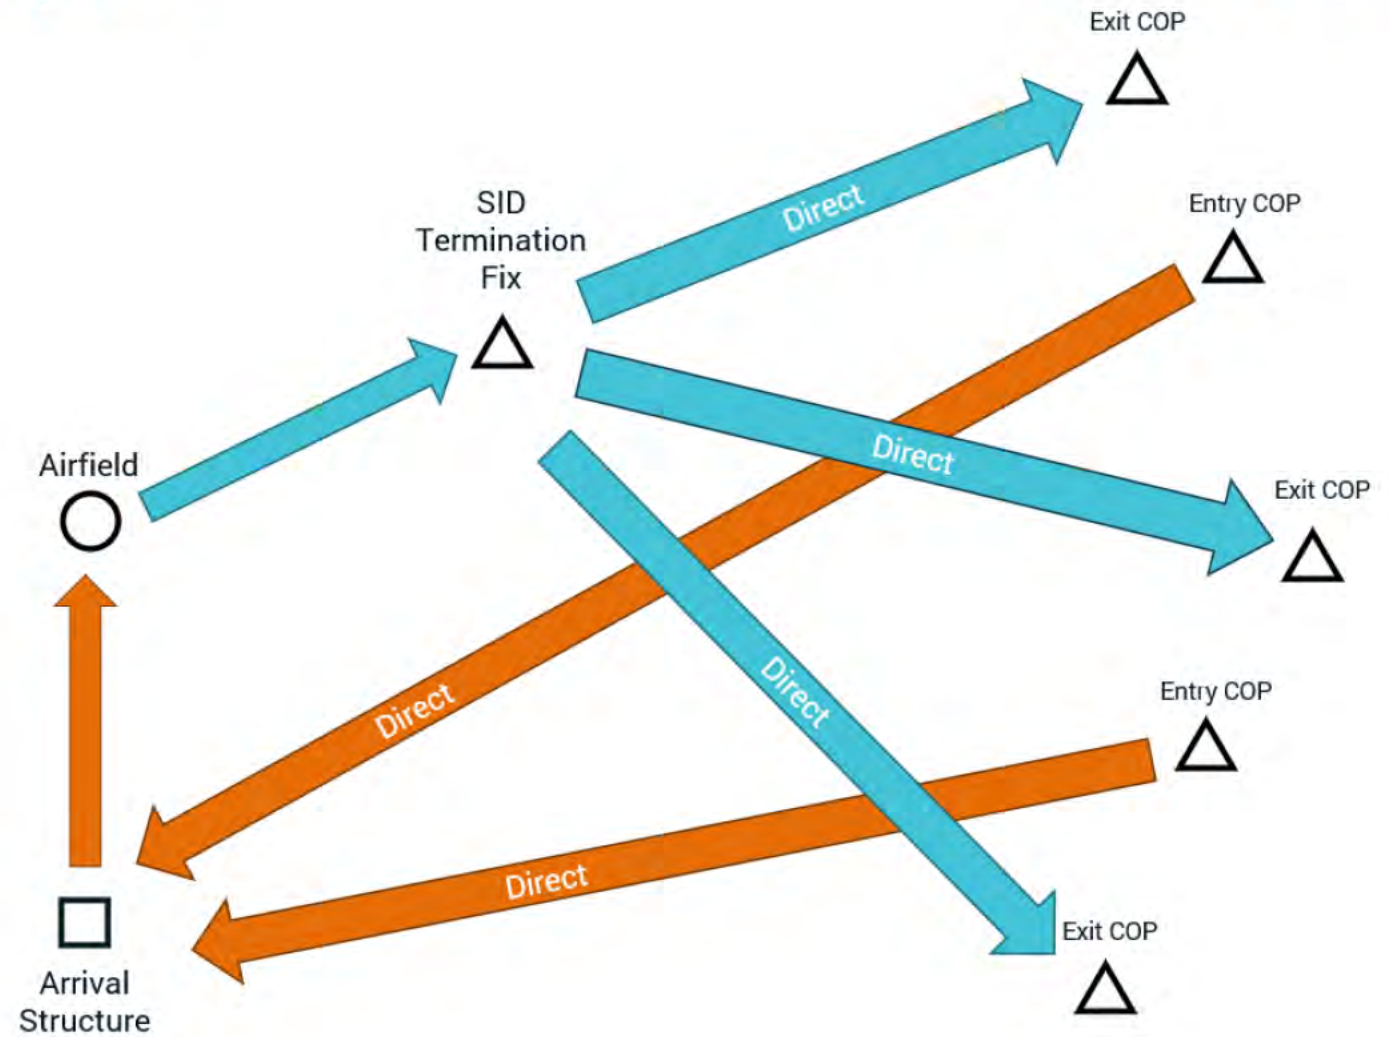 Exit COP
Direct
Entry COP
SID
Termination
Fix
Direct
Airfield
Exit COP
Direct
Direct
Entry COP
Direct
Exit COP
Arrival
Structure